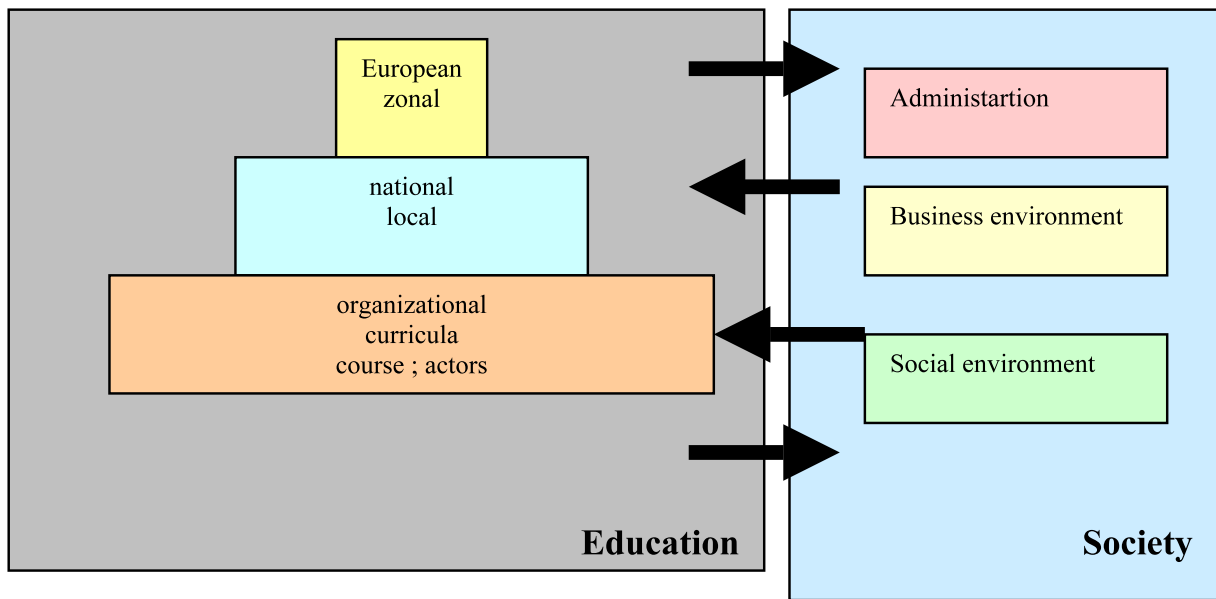 European
zonal
national
local
organizational
curricula
course ; actors
Education
Administartion
Business environment
Social environment
Society